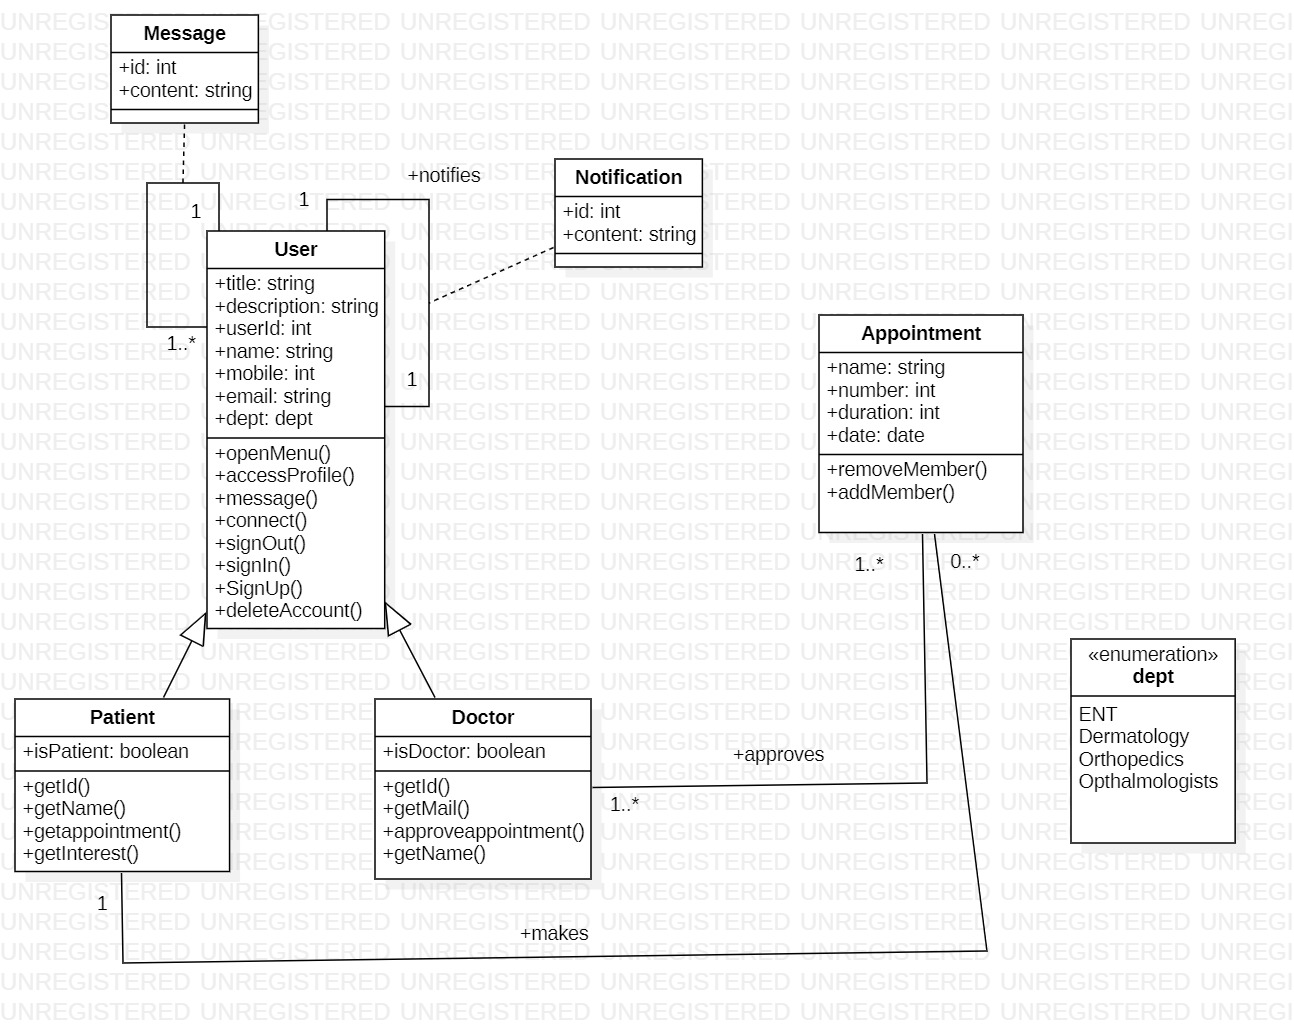 Message
+id: int
+content: string
1
1..*
1
+notifies
1
Notification
+id: int
+content: string
User
+title: string
+description: string
+userId: int
+name: string
+mobile: int
+email: string
+dept: dept
+openMenu()
+accessProfile()
+message()
+connect()
+signOut()
+signIn()
+SignUp()
+deleteAccount()
Appointment
+name: string
+number: int
+duration: int
+date: date
+removeMember()
+addMember()
1..*
0..*
«enumeration»
dept
ENT
Dermatology
Orthopedics
Opthalmologists
Patient
+isPatient: boolean
+getId()
+getName()
+getappointment()
+getInterest()
Doctor
+isDoctor: boolean
+getId()
+getMail()
+approveappointment()
+getName()
+approves
1..*
1
+makes
UNREGISTERED